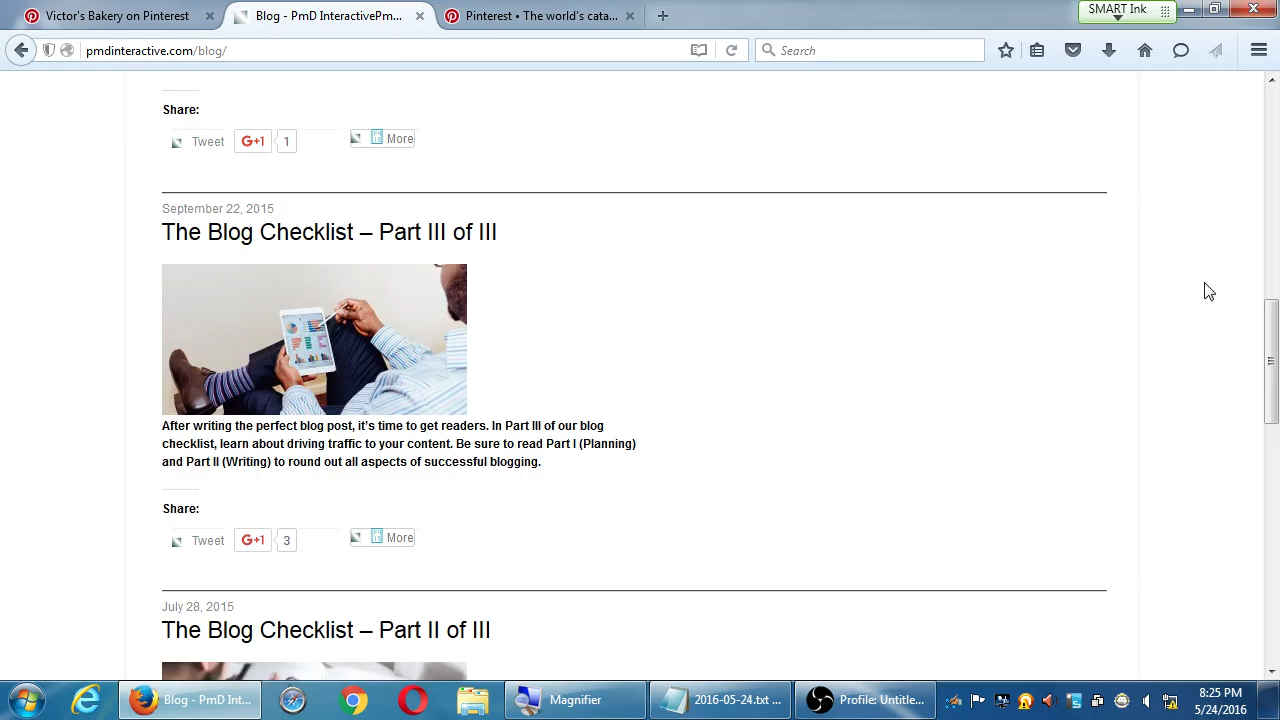 Victor's Bakery on Pinterest
Blog - PmD InteractivePm...
Pinterest • The world's cata...
SMART Ink
pmdinteractive.com/blog/
Search
Share:
Tweet
G+1
1
More
September 22, 2015
The Blog Checklist – Part III of III
After writing the perfect blog post, it's time to get readers. In Part III of our blog
checklist, learn about driving traffic to your content. Be sure to read Part I (Planning)
and Part II (Writing) to round out all aspects of successful blogging.
Share:
Tweet
G+1
3
More
July 28, 2015
The Blog Checklist – Part II of III
Blog - PmD Int...
Magnifier
2016-05-24.txt ...
Profile: Untitle...
8:25 PM
5/24/2016